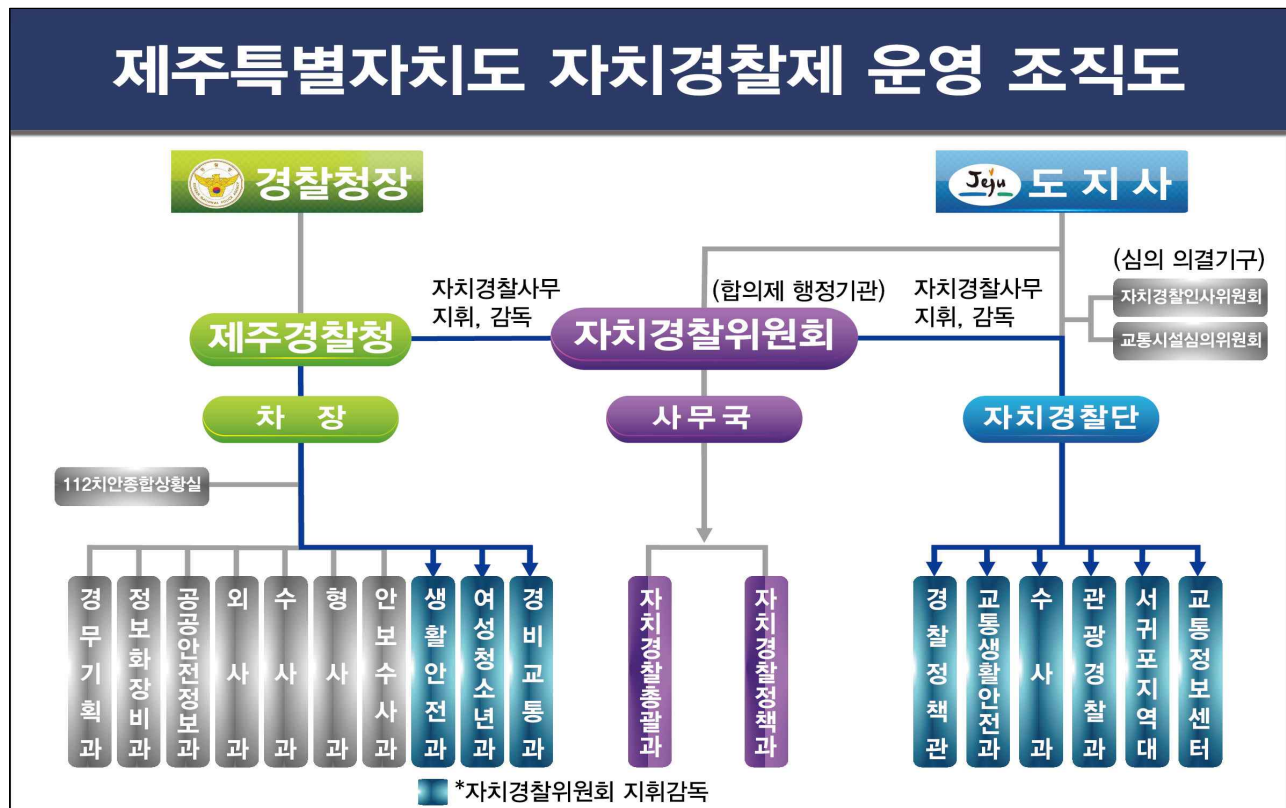 제주특별자치도 자치경찰제 운영 조직도
경찰청장
Jeju 도지사
(심의 의결기구)
자치경찰사무
지휘, 감독
(합의제 행정기관)
자치경찰사무
지휘, 감독
자치경찰인사위원회
교통시설심의위원회
제주경찰청
자치경찰위원회
차 장
사무국
자치경찰단
112치안종합상황실
경무기획과
정보화장비과
공공안전정보과
외사과
수사과
형사과
안보수사과
생활안전과
여성청소년과
경비교통과
자치경찰총괄과
자치경찰정책과
경찰정책관
교통생활안전과
수사과
관광경찰과
서귀포지역대
교통정보센터
*자치경찰위원회 지휘감독